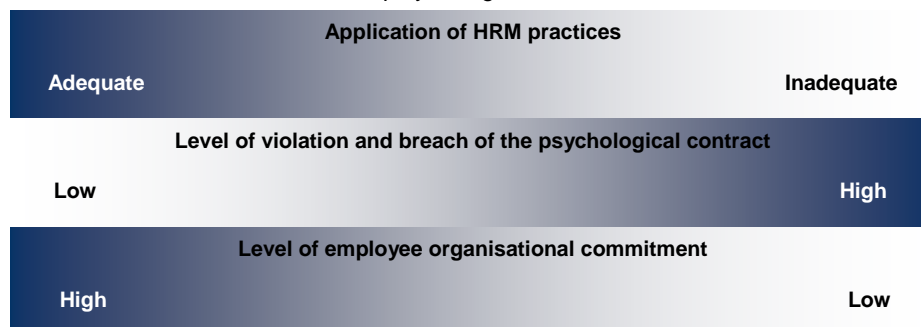 Application of HRM practices
Adequate Inadequate
Level of violation and breach of the psychological contract
Low High
Level of employee organisational commitment
High Low